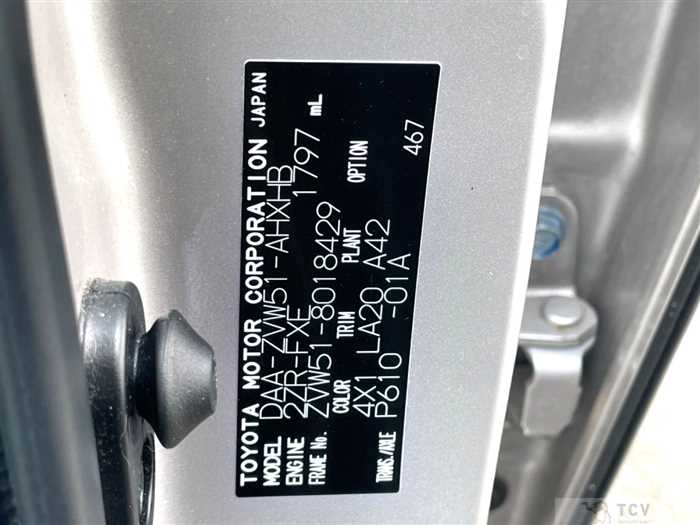 TOYOTA MOTOR CORPORATION JAPAN
MODEL DAA-ZVW51-AHXHB
ENGINE 2ZR-FXE 1797 mL
FRAME No. ZVW51-8018429
COLOR TRIM PLANT OPTION
4X1 LA20 A42 467
TRANS./AXLE P610 -01A
TCV